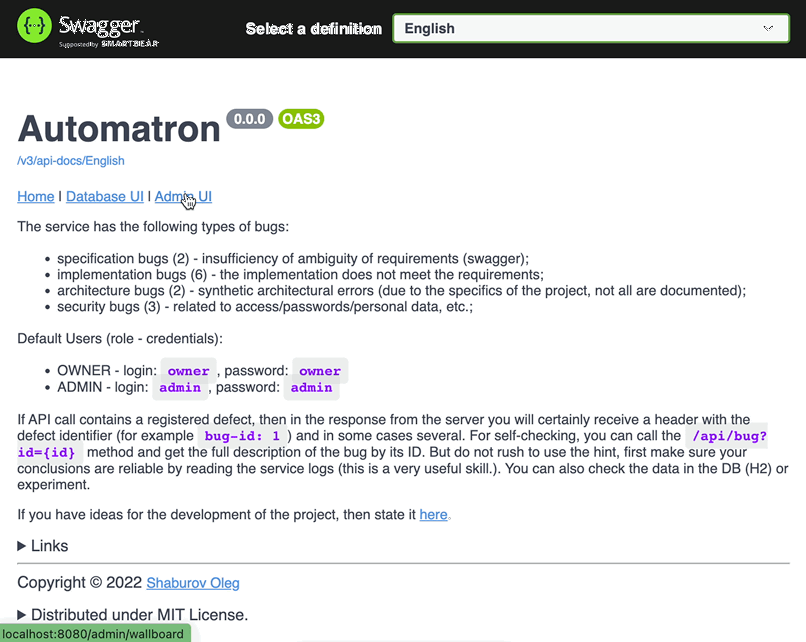 Swagger
Supported by SMARTBEAR
Select a definition
English
Automatron 0.0.0 OAS3
/v3/api-docs/English
Home | Database UI | Admin UI
The service has the following types of bugs:
• specification bugs (2) - insufficiency of ambiguity of requirements (swagger);
• implementation bugs (6) - the implementation does not meet the requirements;
• architecture bugs (2) - synthetic architectural errors (due to the specifics of the project, not all are documented);
• security bugs (3) - related to access/passwords/personal data, etc.;
Default Users (role - credentials):
• OWNER - login: owner , password: owner
• ADMIN - login: admin , password: admin
If API call contains a registered defect, then in the response from the server you will certainly receive a header with the
defect identifier (for example bug-id: 1 ) and in some cases several. For self-checking, you can call the /api/bug?
id={id} method and get the full description of the bug by its ID. But do not rush to use the hint, first make sure your
conclusions are reliable by reading the service logs (this is a very useful skill.). You can also check the data in the DB (H2) or
experiment.
If you have ideas for the development of the project, then state it here.
Links
Copyright © 2022 Shaburov Oleg
Distributed under MIT License.
localhost:8080/admin/wallboard